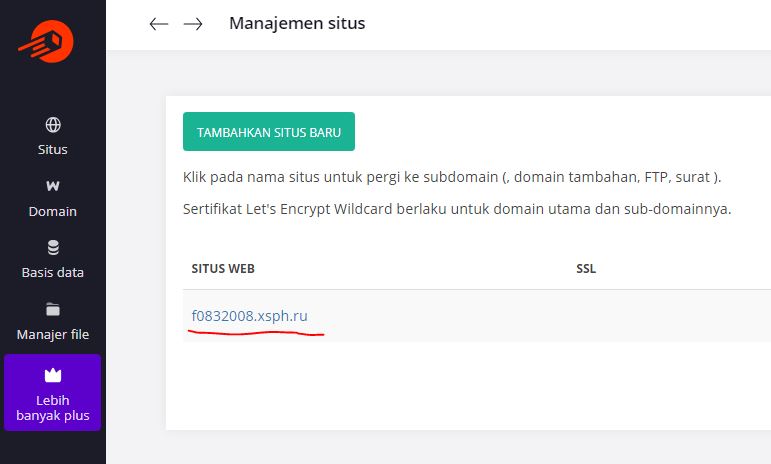 Manajemen situs
Situs
Domain
Basis data
Manajer file
Lebih
banyak plus
TAMBAHKAN SITUS BARU
Klik pada nama situs untuk pergi ke subdomain (, domain tambahan, FTP, surat ).
Sertifikat Let's Encrypt Wildcard berlaku untuk domain utama dan sub-domainnya.
SITUS WEB SSL
f0832008.xsph.ru